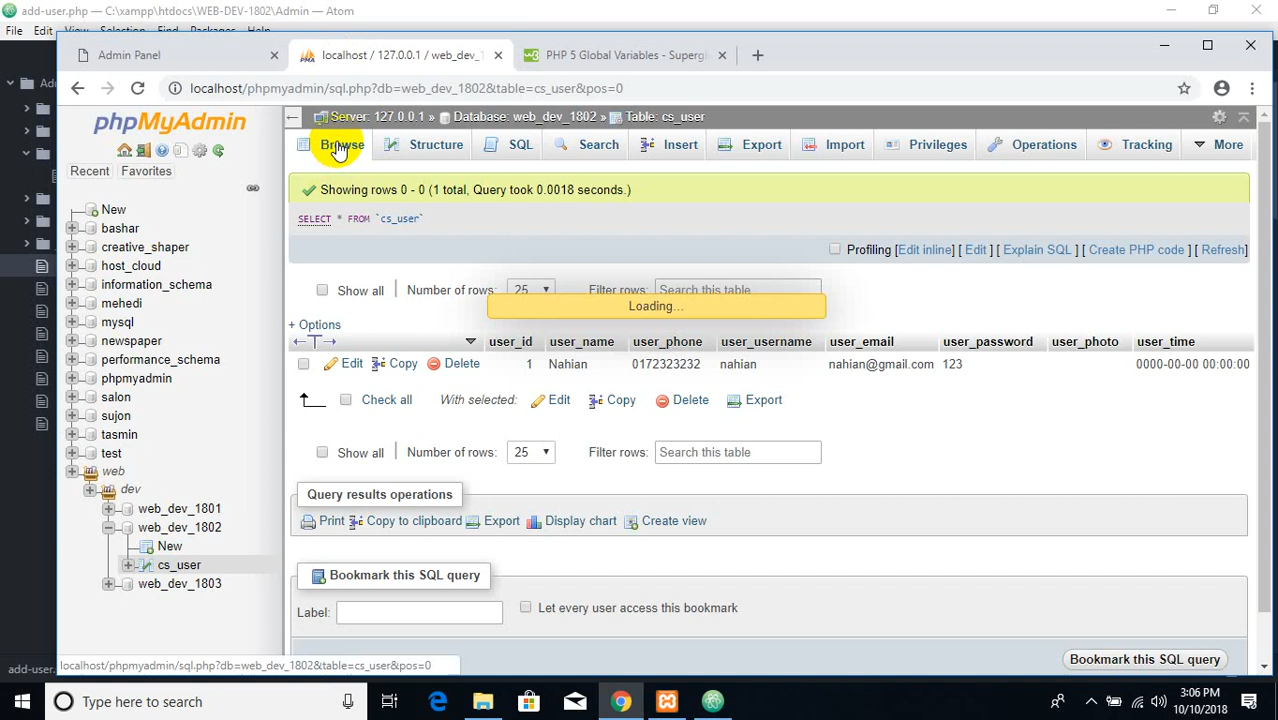 add-user.php — C:\xampp\htdocs\WEB-DEV-1802\Admin — Atom
File Edit View Selection Find Packages Help
Admin Panel
localhost / 127.0.0.1 / web_dev_1
PHP 5 Global Variables - Supergl
localhost/phpmyadmin/sql.php?db=web_dev_1802&table=cs_user&pos=0
phpMyAdmin
Recent Favorites
New
bashar
creative_shaper
host_cloud
information_schema
mehedi
mysql
newspaper
performance_schema
phpmyadmin
salon
sujon
tasmin
test
web
dev
web_dev_1801
web_dev_1802
New
cs_user
web_dev_1803
Server: 127.0.0.1 » Database: web_dev_1802 » Table: cs_user
Browse Structure SQL Search Insert Export Import Privileges Operations Tracking More
Showing rows 0 - 0 (1 total, Query took 0.0018 seconds.)
SELECT * FROM `cs_user`
Profiling [Edit inline] [ Edit ] [ Explain SQL ] [ Create PHP code ] [ Refresh]
Show all Number of rows: 25 Filter rows: Search this table
Loading...
+ Options
user_id user_name user_phone user_username user_email user_password user_photo user_time
Edit Copy Delete 1 Nahian 0172323232 nahian nahian@gmail.com 123 0000-00-00 00:00:00
Check all With selected: Edit Copy Delete Export
Show all Number of rows: 25 Filter rows: Search this table
Query results operations
Print Copy to clipboard Export Display chart Create view
Bookmark this SQL query
Label: Let every user access this bookmark
Bookmark this SQL query
localhost/phpmyadmin/sql.php?db=web_dev_1802&table=cs_user&pos=0
add-user.
Type here to search
3:06 PM
10/10/2018